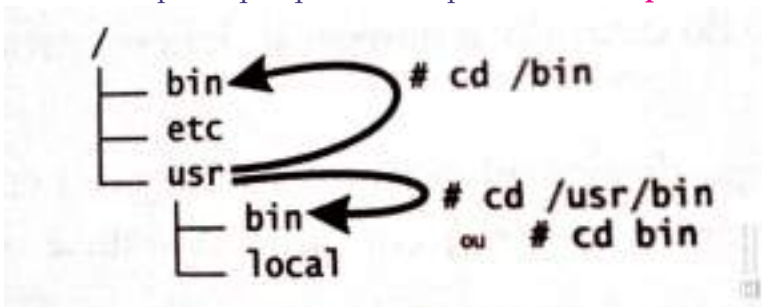 /
bin # cd /bin
etc
usr
# cd /usr/bin
bin ou # cd bin
local